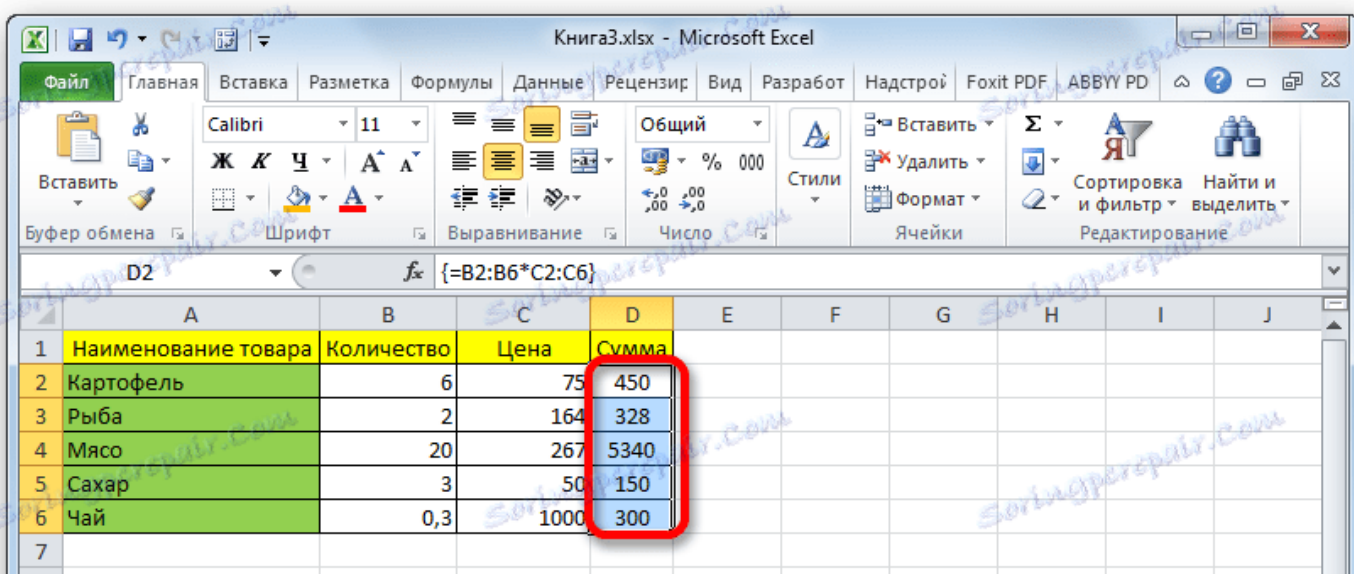 Книга3.xlsx - Microsoft Excel
Файл Главная Вставка Разметка Формулы Данные Рецензир Вид Разработ Надстрой Foxit PDF ABBYY PD
Calibri 11 Общий Вставить Σ
Ж К Ч А А % 000 Удалить
Вставить Стили Формат Сортировка и фильтр Найти и выделить
Буфер обмена Шрифт Выравнивание Число Ячейки Редактирование
D2 fx {=B2:B6*C2:C6}
A B C D E F G H I J
1 Наименование товара Количество Цена Сумма
2 Картофель 6 75 450
3 Рыба 2 164 328
4 Мясо 20 267 5340
5 Сахар 3 50 150
6 Чай 0,3 1000 300
7